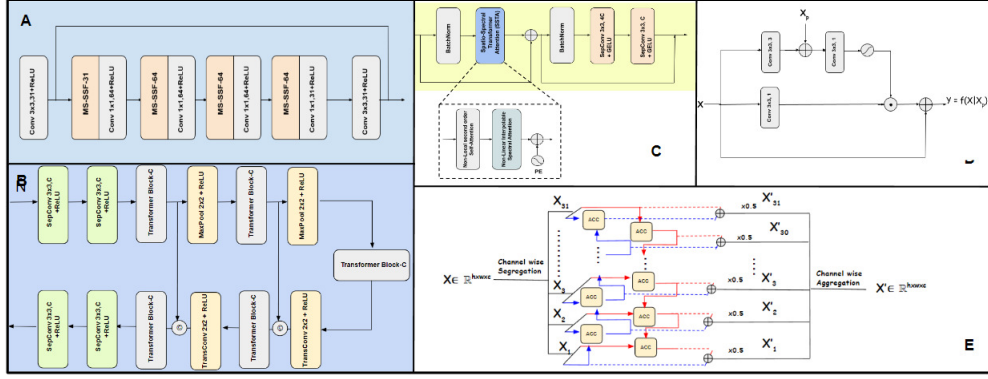 A
Conv 3x3,31+ReLU
MS-SSF-31
Conv 1x1,64+ReLU
MS-SSF-64
Conv 1x1,64+ReLU
MS-SSF-64
Conv 1x1,64+ReLU
MS-SSF-64
Conv 1x1,31+ReLU
Conv 3x3,31+ReLU
B
SepConv 3x3,C
+ReLU
SepConv 3x3,C
+ReLU
Transformer Block-C
MaxPool 2x2 + ReLU
Transformer Block-C
MaxPool 2x2 + ReLU
Transformer Block-C
SepConv 3x3,C
+ReLU
SepConv 3x3,C
+ReLU
Transformer Block-C
©
TransConv 2x2 + ReLU
Transformer Block-C
©
TransConv 2x2 + ReLU
BatchNorm
Spatio-Spectral
Transformer
Attention (SSTA)
BatchNorm
SepConv 3x3, 4C
+ GELU
SepConv 3x3, C
+ GELU
Non-Local second order
Self-Attention
Non-Linear Interpolable
Spectral Attention
PE
C
X
Conv 3x3, 3
Xp
Conv 3x3, 1
Conv 3x3, 1
y = f(X|Xp)
X ∈ ℝ^hxwxc
Channel wise
Segregation
X31
X3
X2
X1
ACC
ACC
ACC
ACC
ACC
ACC
ACC
ACC
x0.5
x0.5
x0.5
x0.5
x0.5
X'31
X'30
X'3
X'2
X'1
Channel wise
Aggregation
X' ∈ ℝ^hxwxc
E